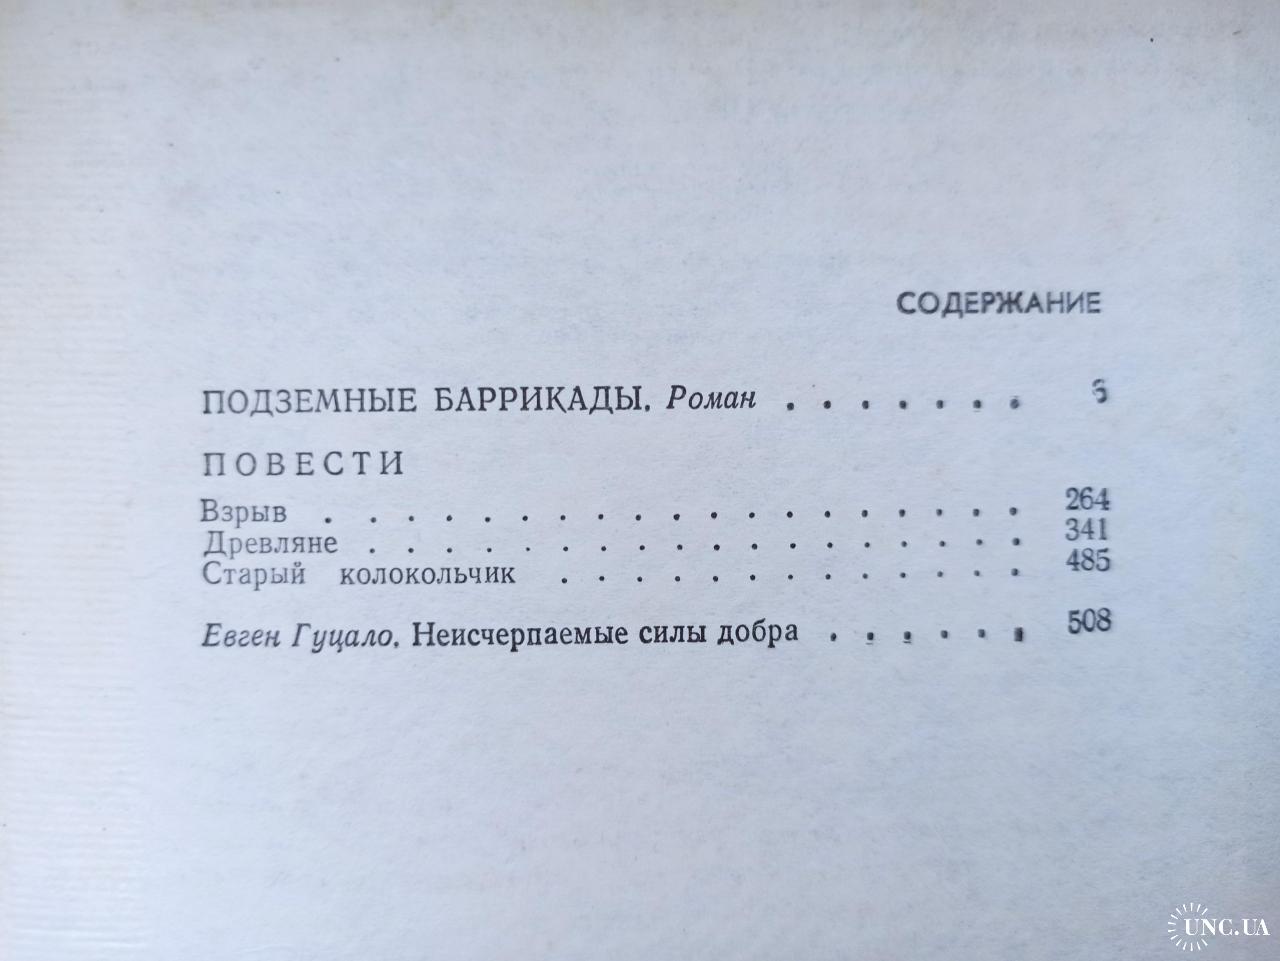 СОДЕРЖАНИЕ
ПОДЗЕМНЫЕ БАРРИКАДЫ. Роман . . . . . . .
ПОВЕСТИ
Взрыв . . . . . . . . . . . . . . . . . . . 264
Древляне . . . . . . . . . . . . . . . . . . 341
Старый колокольчик . . . . . . . . . . . . . 485
Евген Гуцало. Неисчерпаемые силы добра . . . . . . 508
UNC.UA